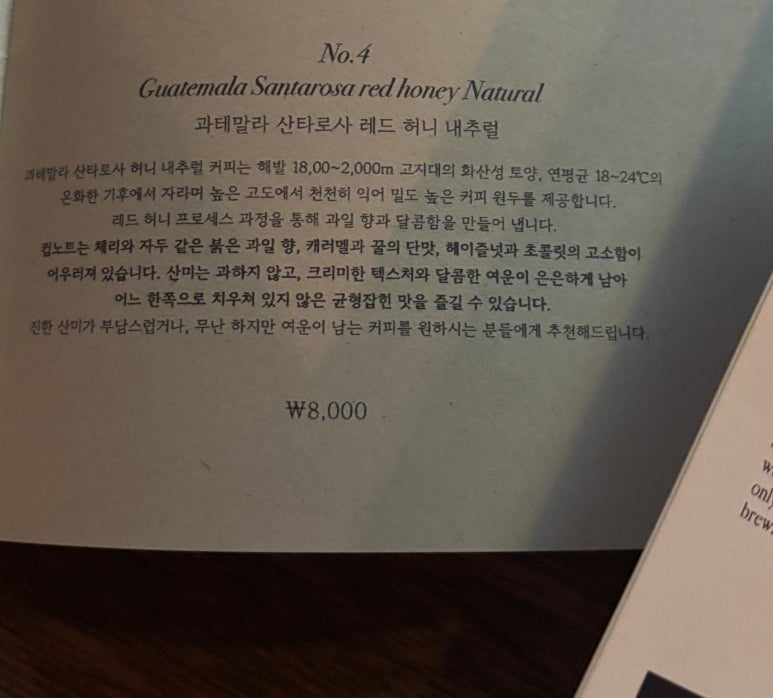 No.4
Guatemala Santarosa red honey Natural
과테말라 산타로사 레드 허니 내추럴
과테말라 산타로사 허니 내추럴 커피는 해발 18,00~2,000m 고지대의 화산성 토양, 연평균 18~24℃의
온화한 기후에서 자라며 높은 고도에서 천천히 익어 밀도 높은 커피 원두를 제공합니다.
레드 허니 프로세스 과정을 통해 과일 향과 달콤함을 만들어 냅니다.
컵노트는 체리와 자두 같은 붉은 과일 향, 캐러멜과 꿀의 단맛, 헤이즐넛과 초콜릿의 고소함이
어우러져 있습니다. 산미는 과하지 않고, 크리미한 텍스처와 달콤한 여운이 은은하게 남아
어느 한쪽으로 치우쳐 있지 않은 균형잡힌 맛을 즐길 수 있습니다.
진한 산미가 부담스럽거나, 무난 하지만 여운이 남는 커피를 원하시는 분들에게 추천해드립니다.
₩8,000
only
brew